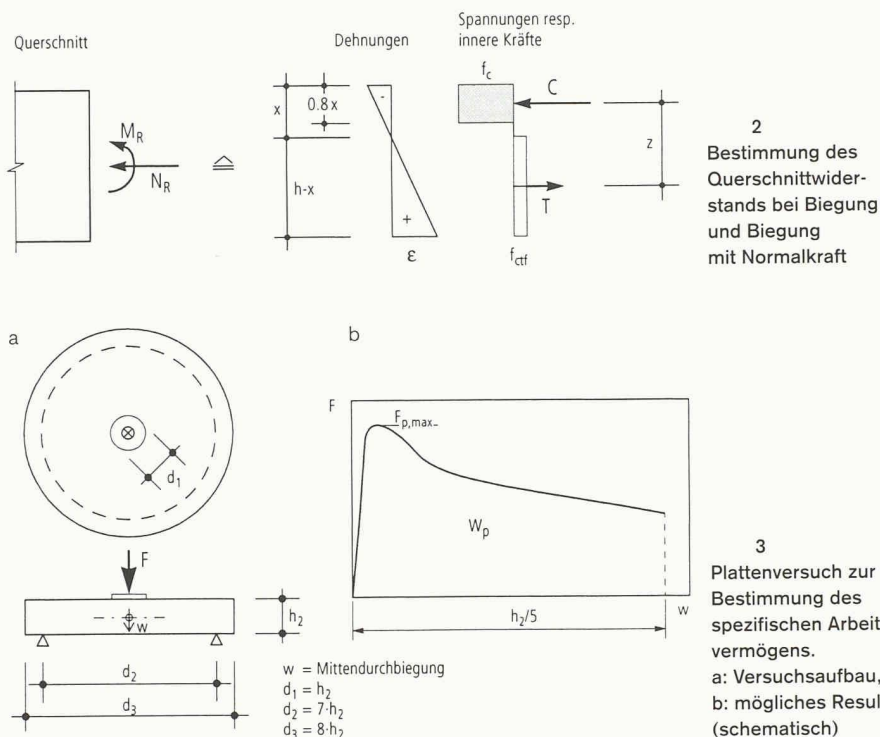 Querschnitt
Dehnungen
Spannungen resp.
innere Kräfte
M_R
N_R
≙
x
0.8x
h-x
-
+
ε
f_c
C
T
z
f_ctf
2
Bestimmung des
Querschnittwider-
stands bei Biegung
und Biegung
mit Normalkraft
a
d_1
F
h_2
w
d_2
d_3
w = Mittendurchbiegung
d_1 = h_2
d_2 = 7·h_2
d_3 = 8·h_2
b
F
F_p,max
W_p
h_2/5
w
3
Plattenversuch zur
Bestimmung des
spezifischen Arbeit
vermögens.
a: Versuchsaufbau,
b: mögliches Resul
(schematisch)